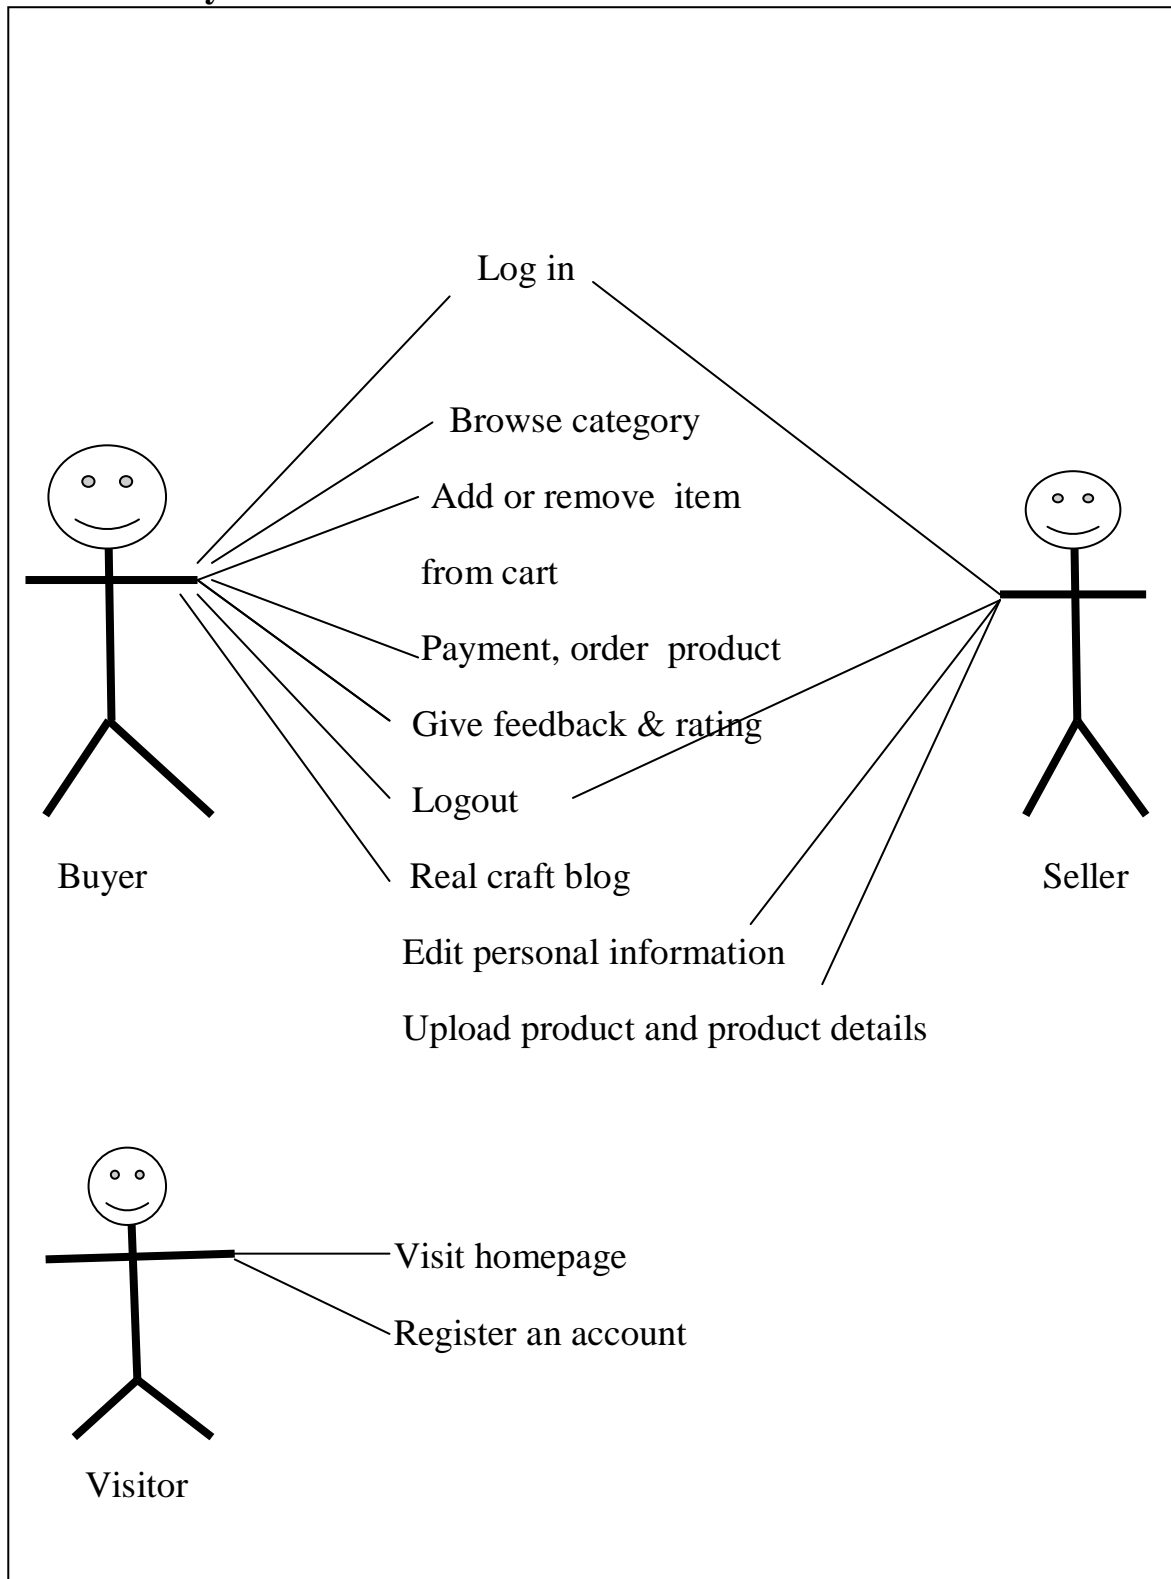 Log in
Browse category
Add or remove item
from cart
Payment, order product
Give feedback & rating
Logout
Buyer
Real craft blog
Seller
Edit personal information
Upload product and product details
Visit homepage
Register an account
Visitor